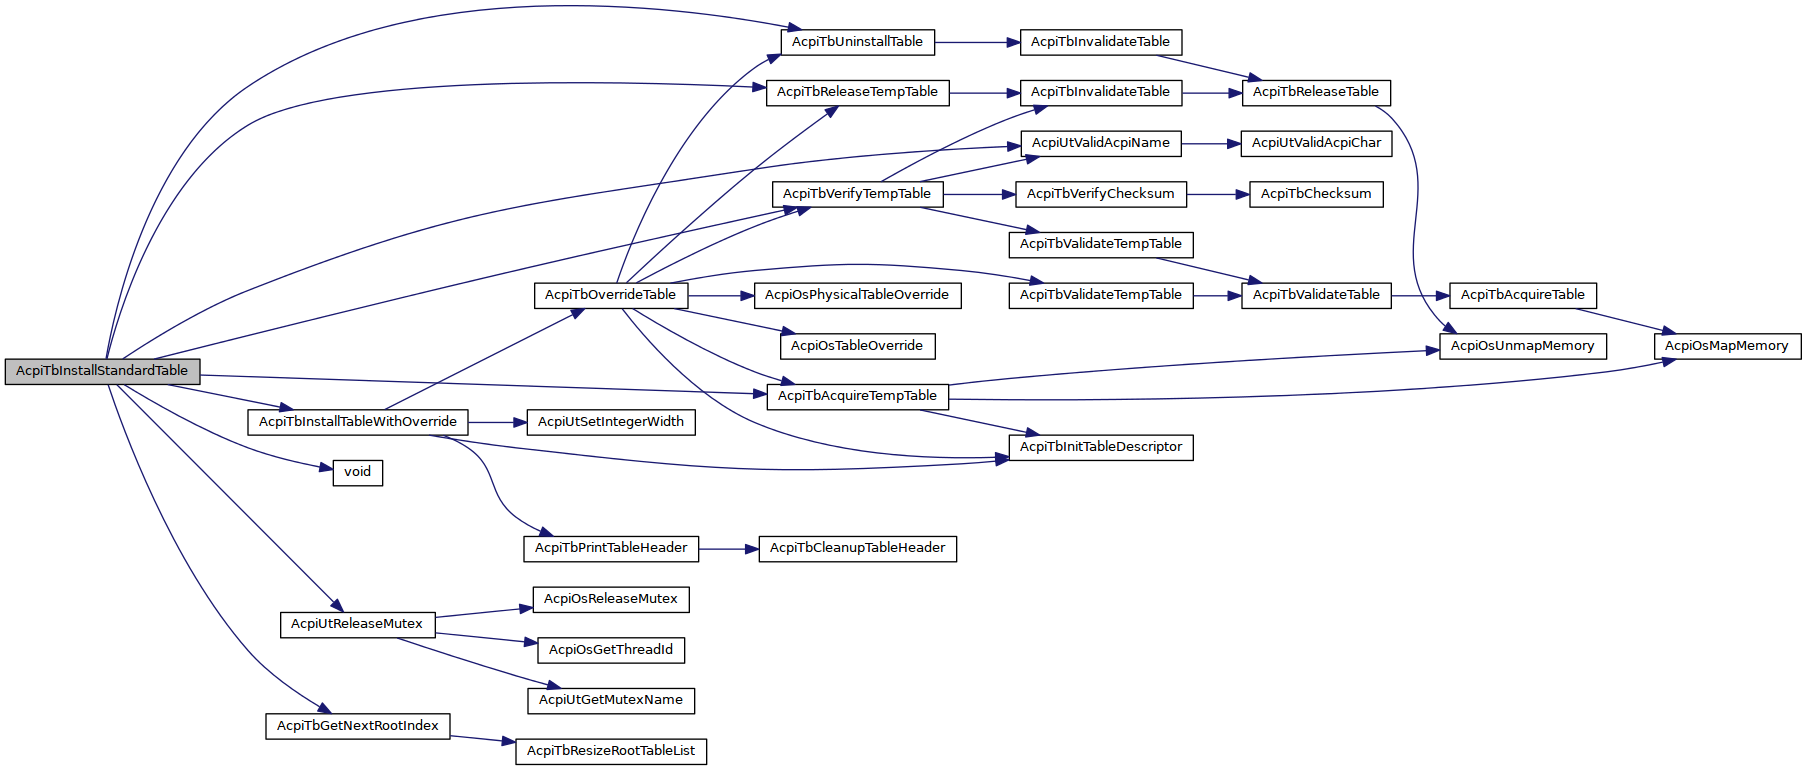 AcpiTbUninstallTable
AcpiTbInvalidateTable
AcpiTbReleaseTempTable
AcpiTbInvalidateTable
AcpiTbReleaseTable
AcpiUtValidAcpiName
AcpiUtValidAcpiChar
AcpiTbVerifyTempTable
AcpiTbVerifyChecksum
AcpiTbChecksum
AcpiTbValidateTempTable
AcpiTbOverrideTable
AcpiOsPhysicalTableOverride
AcpiTbValidateTempTable
AcpiTbValidateTable
AcpiTbAcquireTable
AcpiOsTableOverride
AcpiOsUnmapMemory
AcpiOsMapMemory
AcpiTbInstallStandardTable
AcpiTbAcquireTempTable
AcpiTbInstallTableWithOverride
AcpiUtSetIntegerWidth
AcpiTbInitTableDescriptor
void
AcpiTbPrintTableHeader
AcpiTbCleanupTableHeader
AcpiOsReleaseMutex
AcpiUtReleaseMutex
AcpiOsGetThreadId
AcpiUtGetMutexName
AcpiTbGetNextRootIndex
AcpiTbResizeRootTableList